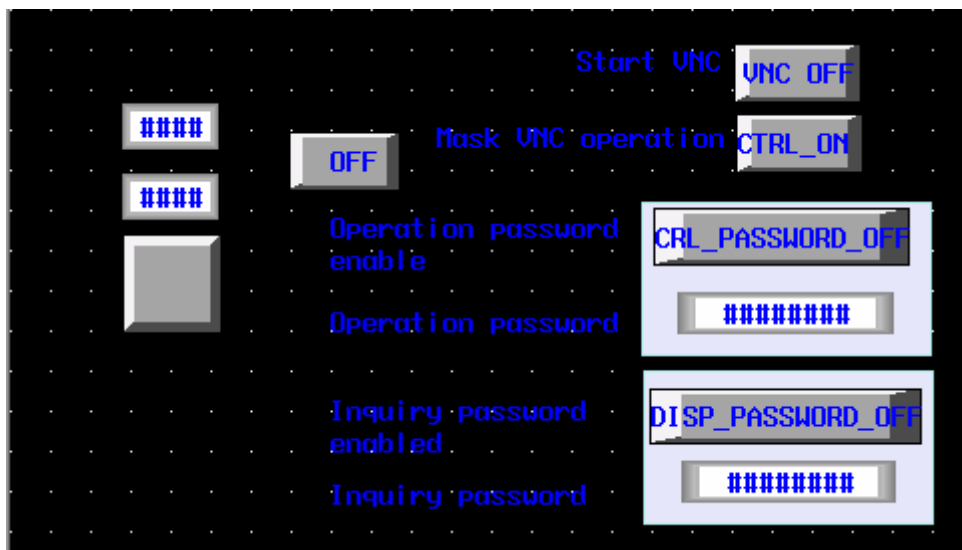 Start VNC
VNC OFF
####
Mask VNC operation
CTRL_ON
OFF
####
Operation password
enable
CRL_PASSWORD_OFF
Operation password
########
Inquiry password
enabled
DISP_PASSWORD_OFF
Inquiry password
########